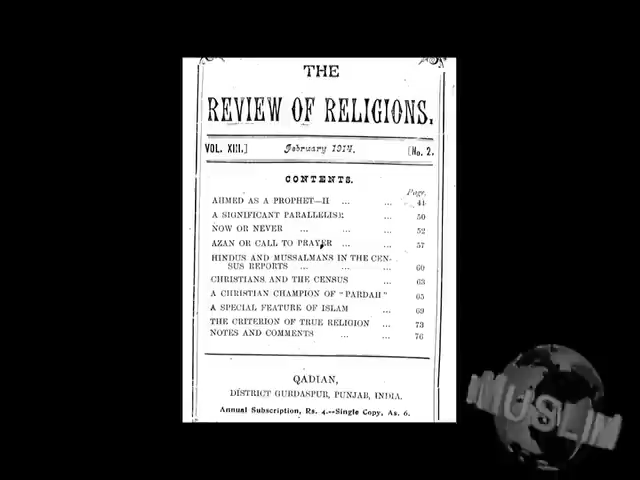 THE
REVIEW OF RELIGIONS.
VOL. XIII.] February 1914. [No. 2.
CONTENTS.
Page.
AHMED AS A PROPHET—II ... ... 41
A SIGNIFICANT PARALLELISM ... 50
NOW OR NEVER ... ... ... 52
AZAN OR CALL TO PRAYER ... ... 57
HINDUS AND MUSSALMANS IN THE CEN-
SUS REPORTS ... ... ... 60
CHRISTIANS AND THE CENSUS ... 63
A CHRISTIAN CHAMPION OF "PARDAH" 65
A SPECIAL FEATURE OF ISLAM ... 69
THE CRITERION OF TRUE RELIGION ... 73
NOTES AND COMMENTS ... ... 76
QADIAN,
DISTRICT GURDASPUR, PUNJAB, INDIA.
Annual Subscription, Rs. 4.--Single Copy, As. 6.
MUSLIM